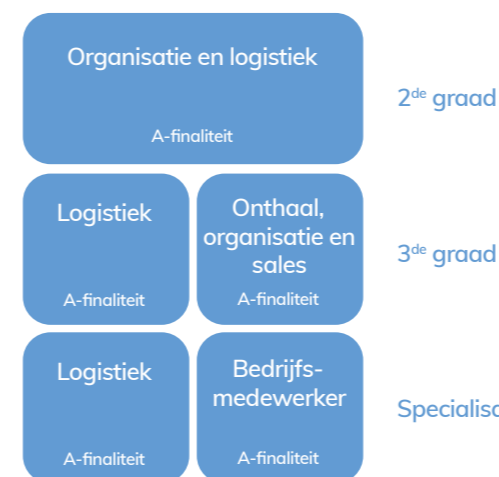 Organisatie en logistiek
A-finaliteit
2de graad
Logistiek
A-finaliteit
Onthaal,
organisatie en
sales
A-finaliteit
3de graad
Logistiek
A-finaliteit
Bedrijfs-
medewerker
A-finaliteit